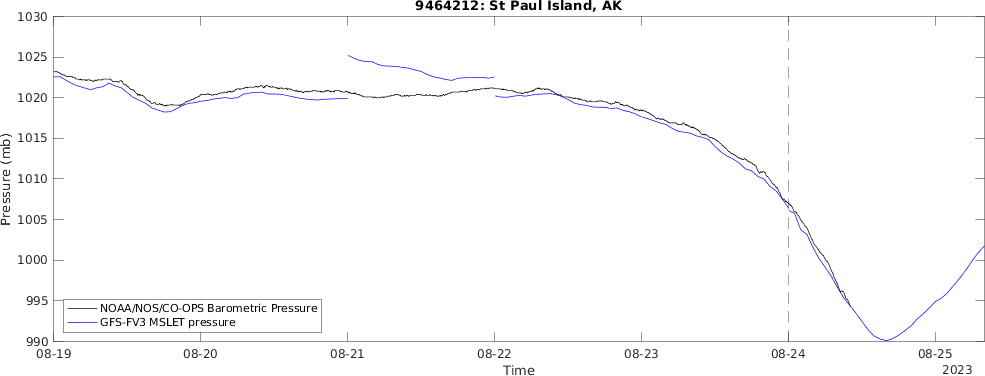 9464212: St Paul Island, AK
Pressure (mb)
1030
1025
1020
1015
1010
1005
1000
995
990
NOAA/NOS/CO-OPS Barometric Pressure
GFS-FV3 MSLET pressure
08-19 08-20 08-21 08-22 08-23 08-24 08-25
Time
2023